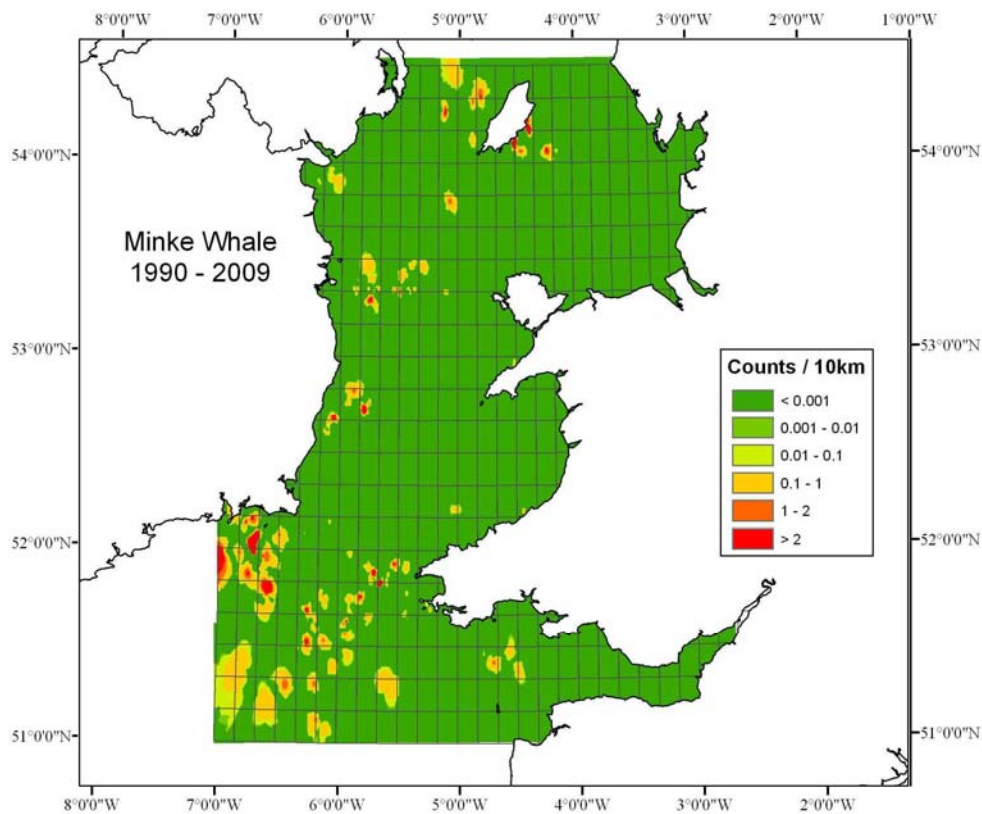 8°0'0"W 7°0'0"W 6°0'0"W 5°0'0"W 4°0'0"W 3°0'0"W 2°0'0"W 1°0'0"W
54°0'0"N 54°0'0"N
Minke Whale
1990 - 2009
53°0'0"N 53°0'0"N
Counts / 10km
< 0.001
0.001 - 0.01
0.01 - 0.1
0.1 - 1
1 - 2
> 2
52°0'0"N 52°0'0"N
51°0'0"N 51°0'0"N
8°0'0"W 7°0'0"W 6°0'0"W 5°0'0"W 4°0'0"W 3°0'0"W 2°0'0"W